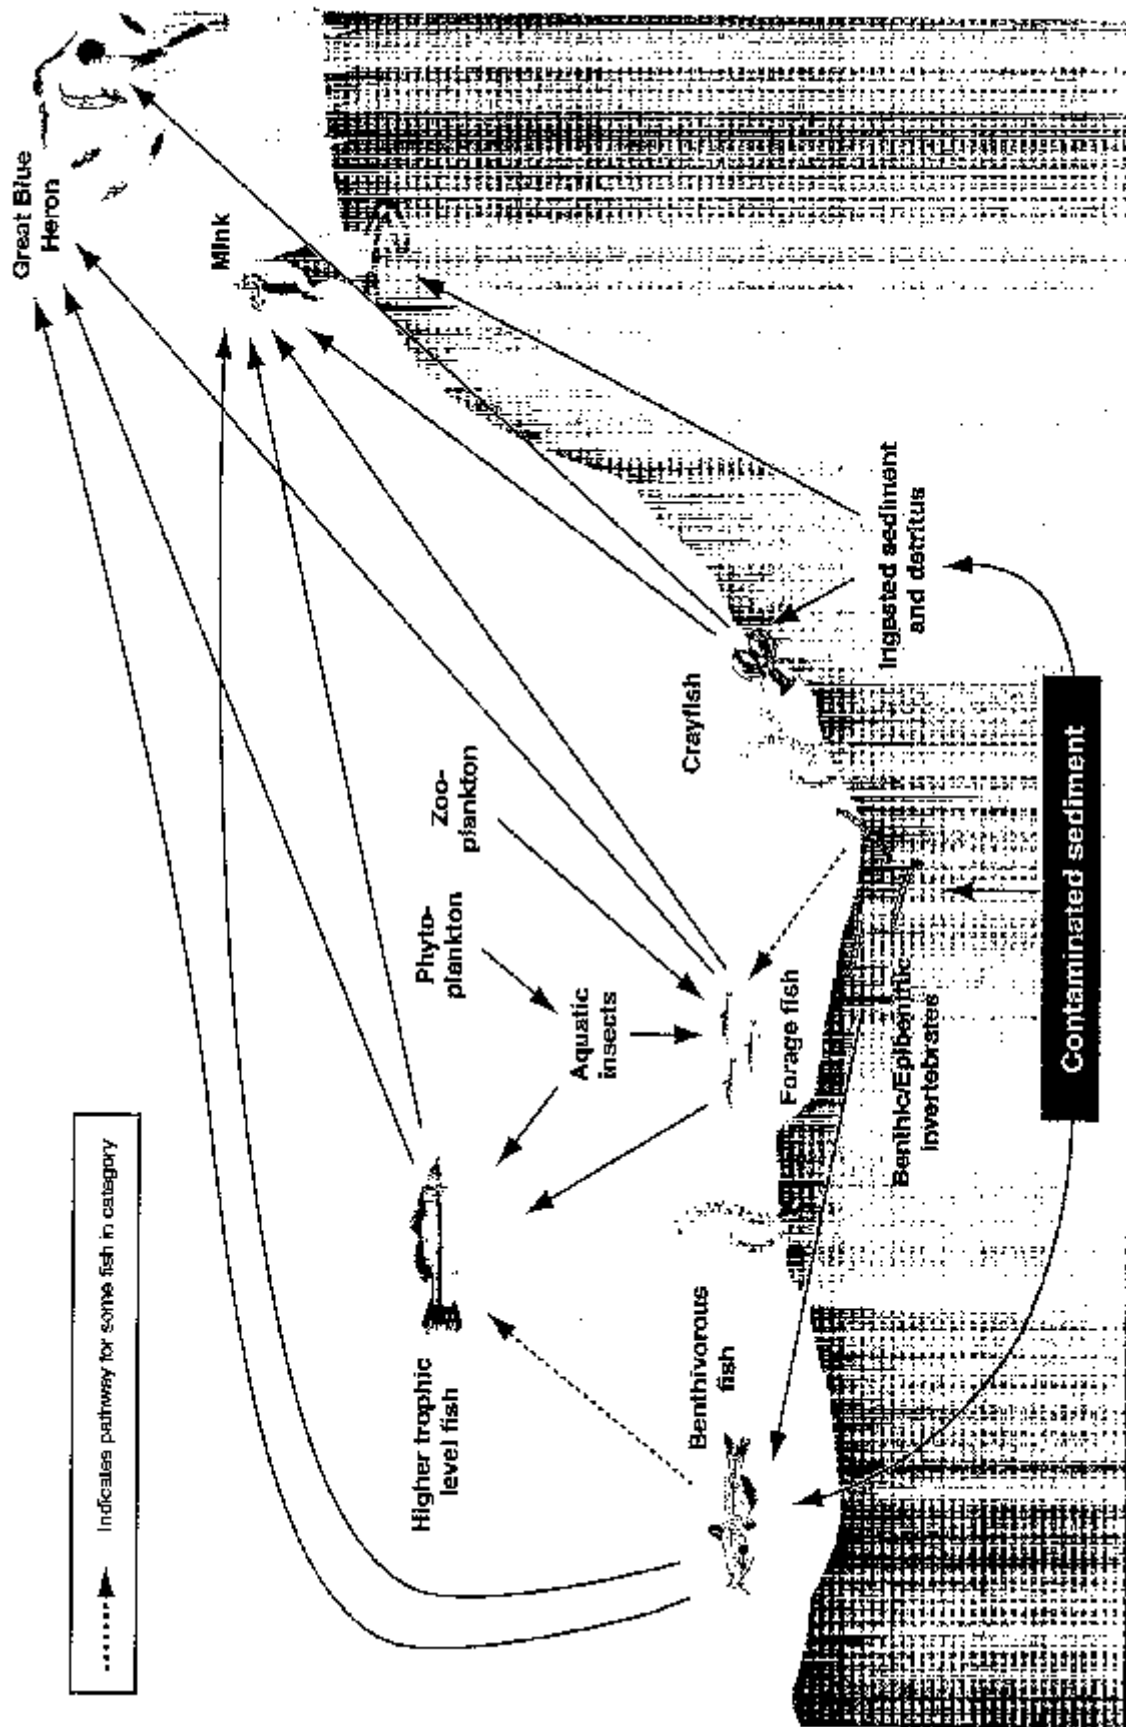 Indicates pathway for some fish in category
Great Blue
Heron
Mink
Higher trophic
level fish
Phyto-
plankton
Zoo-
plankton
Aquatic
insects
Benthivorous
fish
Forage fish
Crayfish
Benthic/Epibenthic
invertebrates
Ingested sediment
and detritus
Contaminated sediment